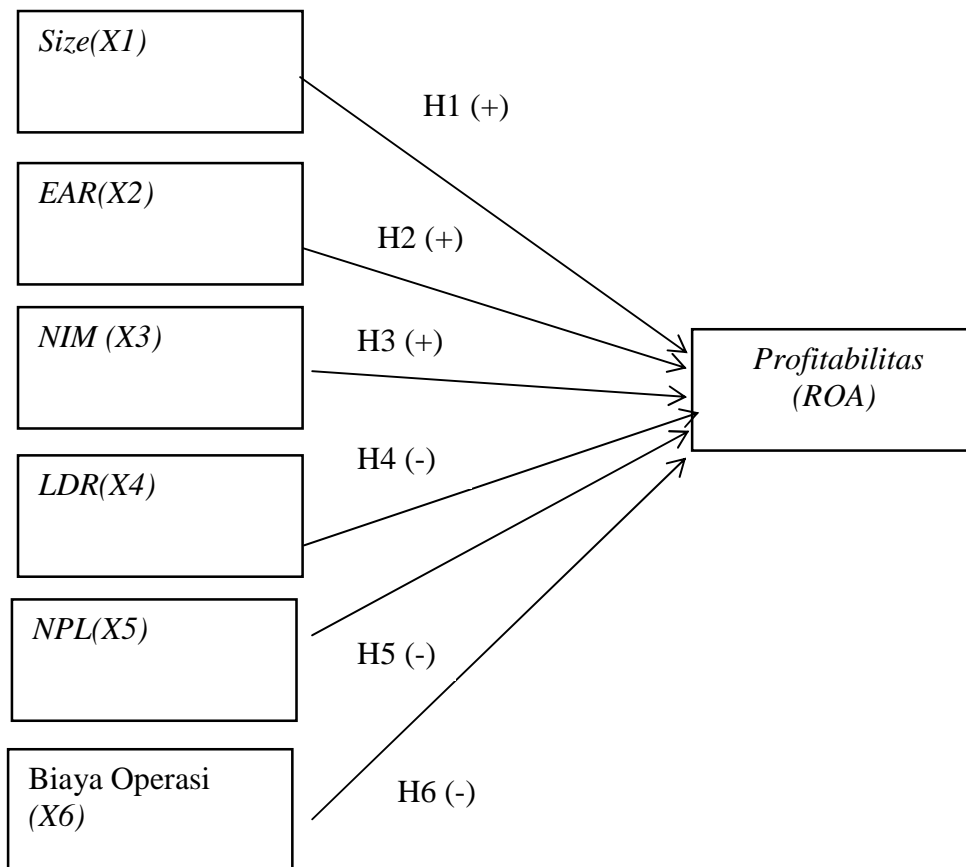 Size(X1)
H1 (+)
EAR(X2)
H2 (+)
NIM (X3)
H3 (+)
Profitabilitas
(ROA)
LDR(X4)
H4 (-)
NPL(X5)
H5 (-)
Biaya Operasi
(X6)
H6 (-)